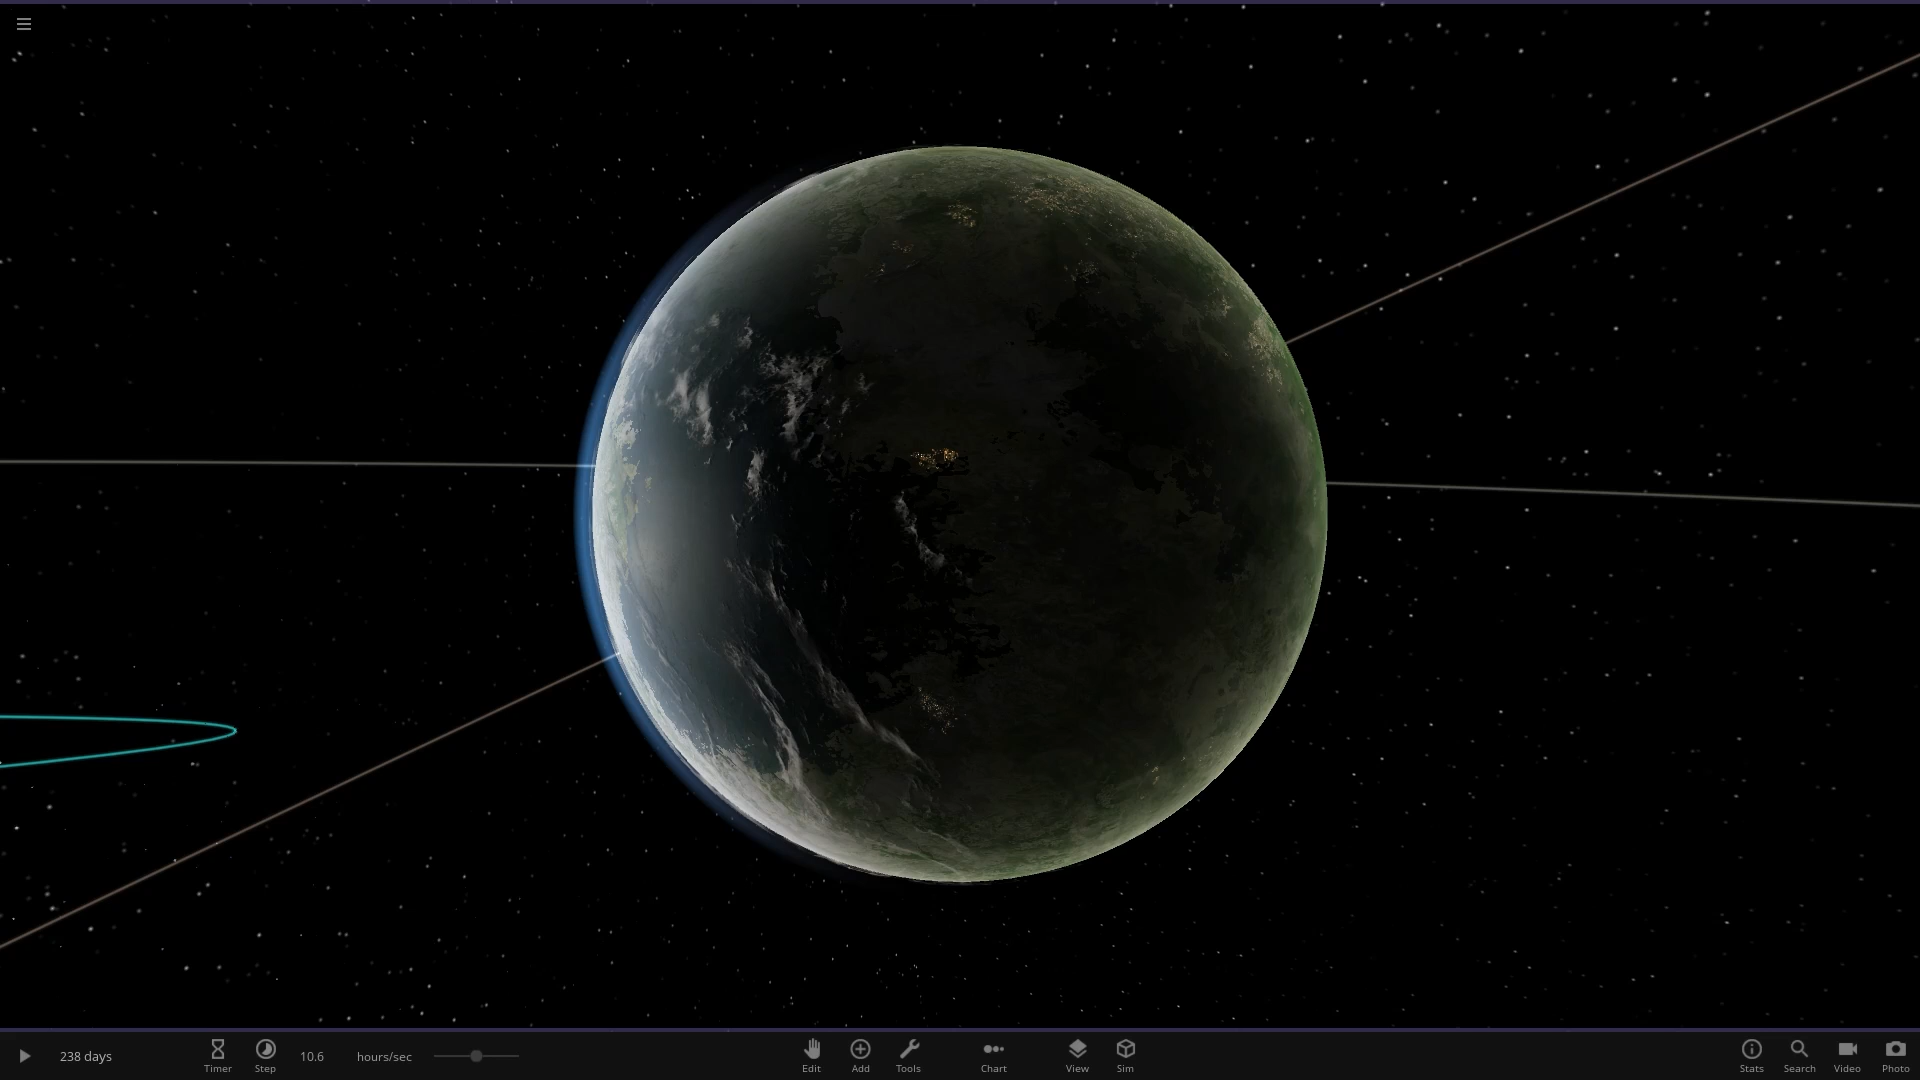 238 days
Timer
Step
10.6 hours/sec
Edit
Add
Tools
Chart
View
Sim
Stats
Search
Video
Photo